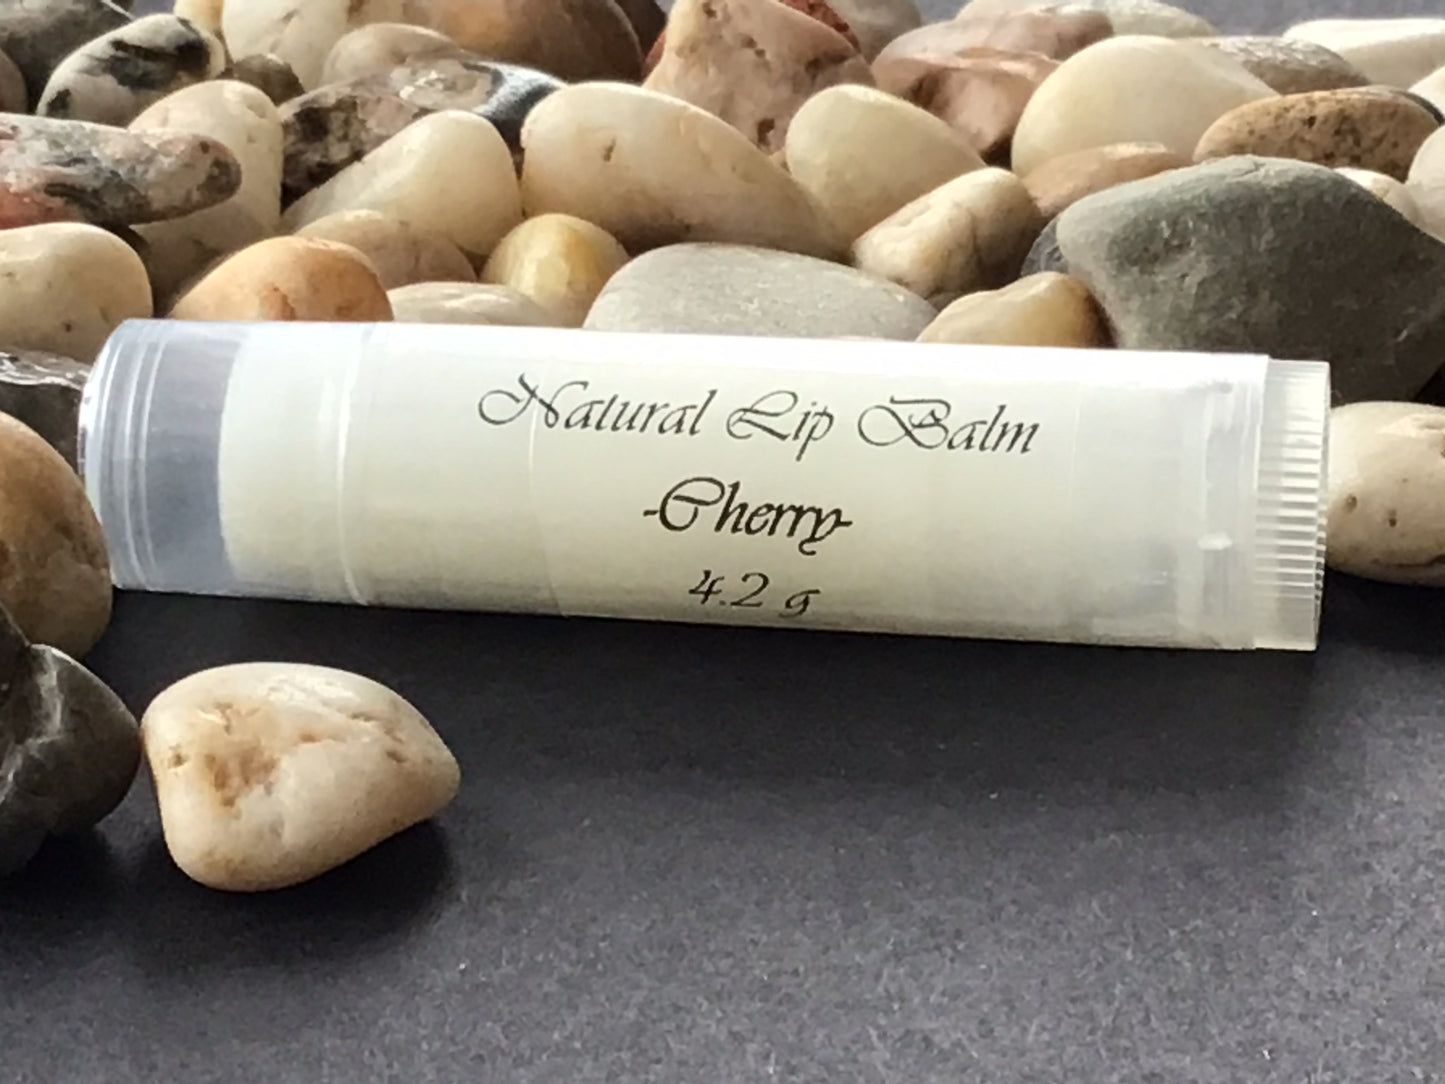 Natural Lip Balm
-Cherry-
4.2 g